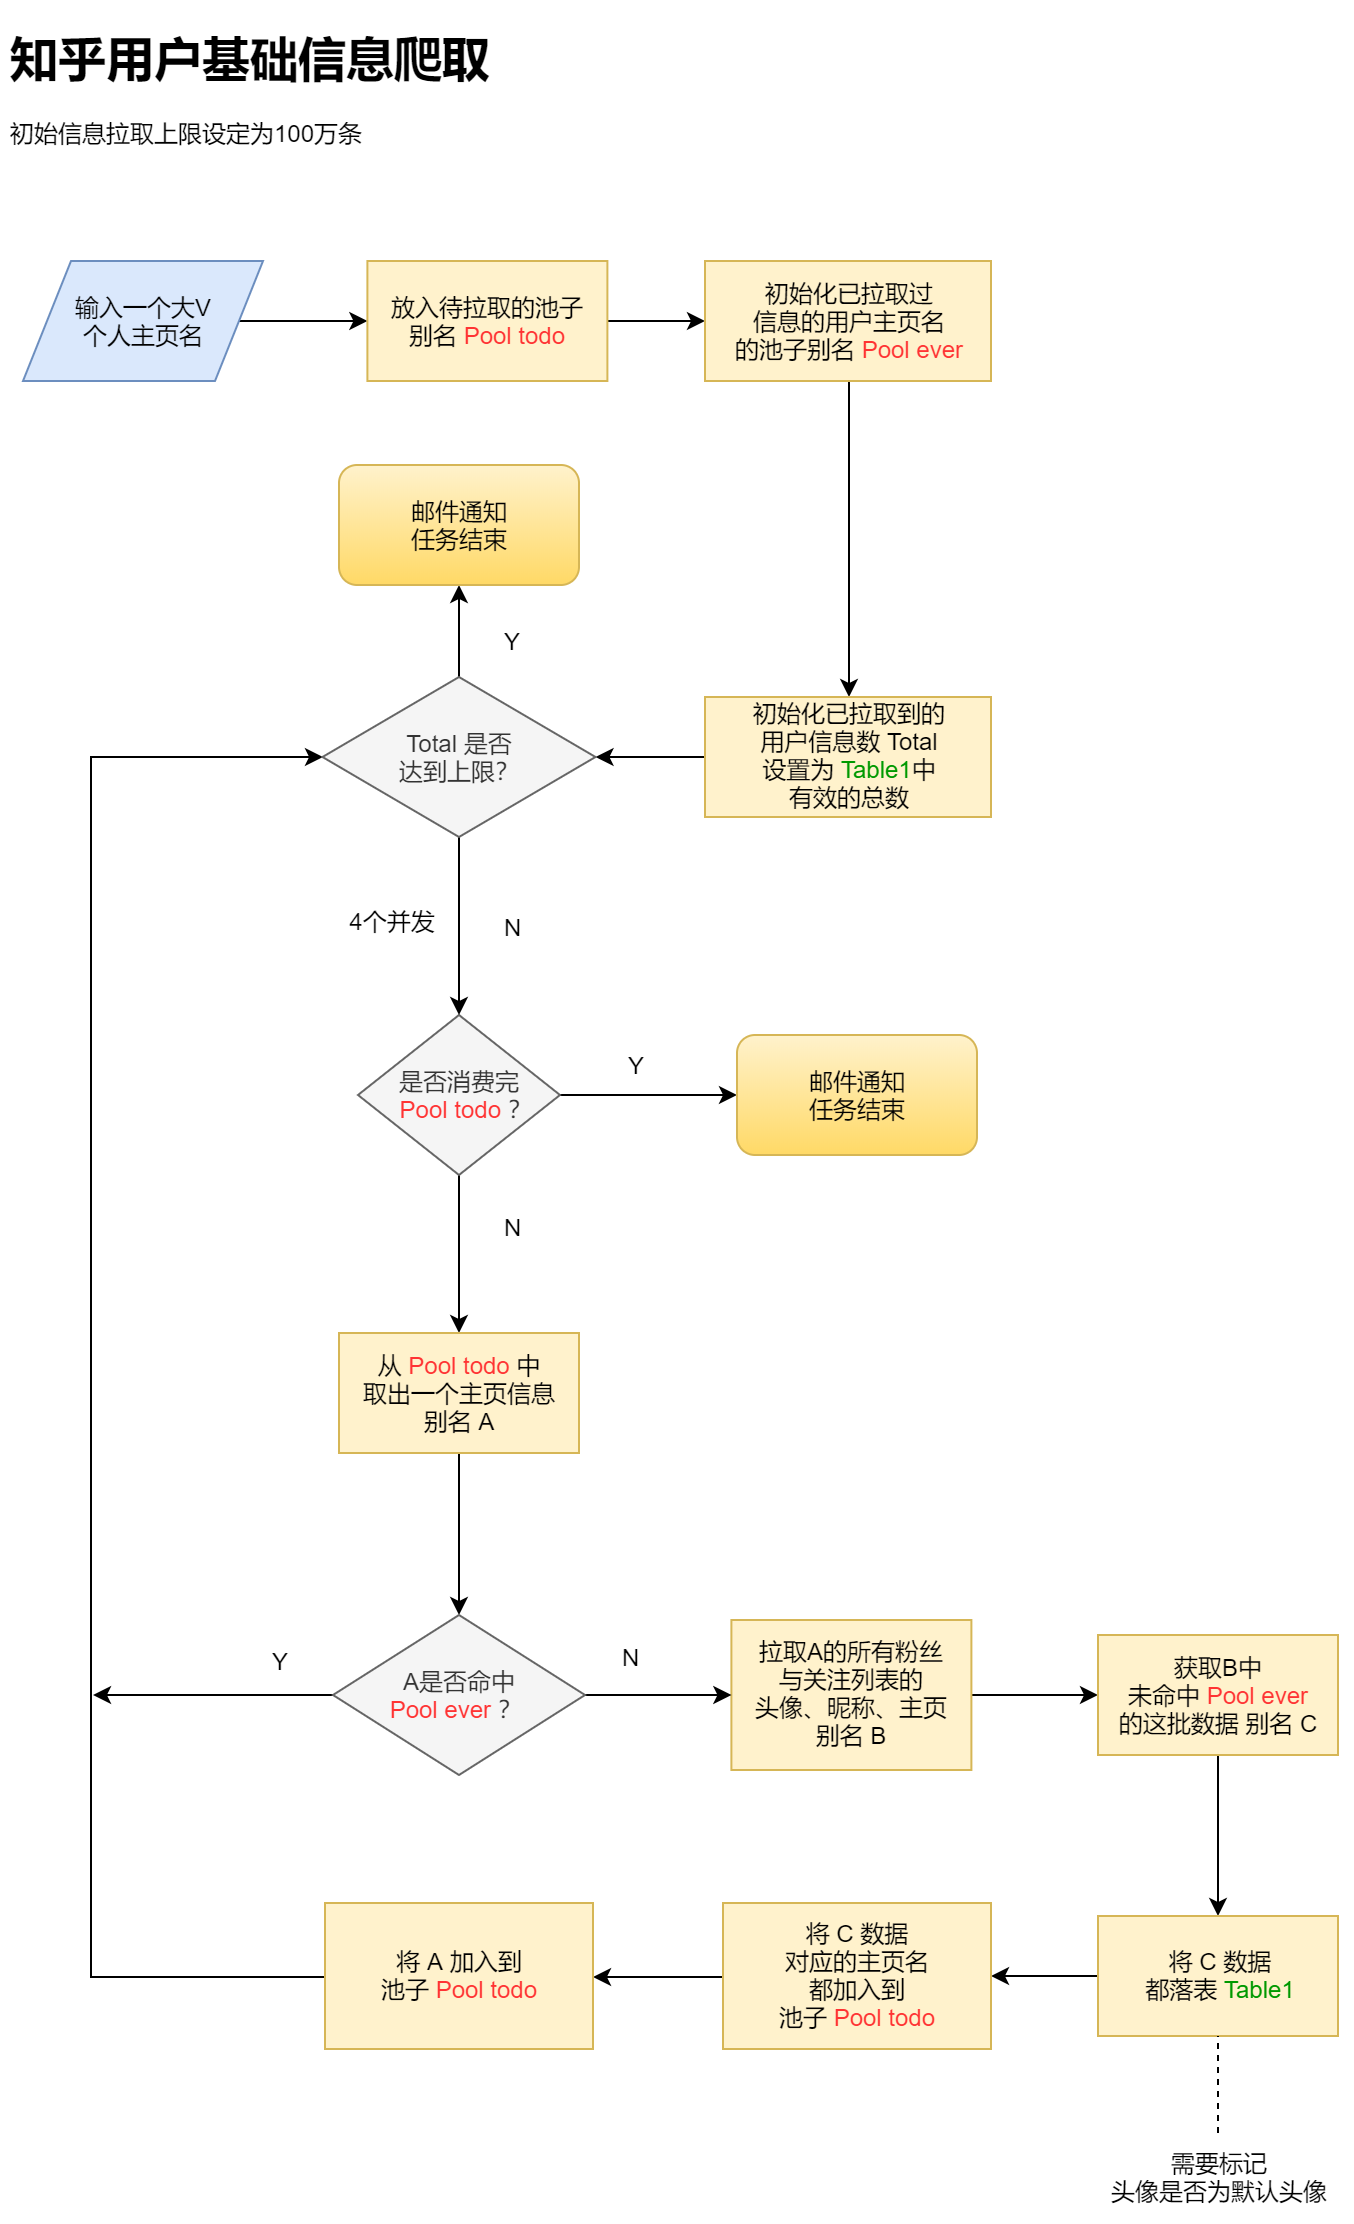 知乎用户基础信息爬取
初始信息拉取上限设定为100万条
输入一个大V
个人主页名
放入待拉取的池子
别名 Pool todo
初始化已拉取过
信息的用户主页名
的池子别名 Pool ever
邮件通知
任务结束
Y
Total 是否
达到上限？
初始化已拉取到的
用户信息数 Total
设置为 Table1中
有效的总数
4个并发
N
是否消费完
Pool todo ？
Y
邮件通知
任务结束
N
从 Pool todo 中
取出一个主页信息
别名 A
Y
A是否命中
Pool ever ？
N
拉取A的所有粉丝
与关注列表的
头像、昵称、主页
别名 B
获取B中
未命中 Pool ever
的这批数据 别名 C
将 A 加入到
池子 Pool todo
将 C 数据
对应的主页名
都加入到
池子 Pool todo
将 C 数据
都落表 Table1
需要标记
头像是否为默认头像